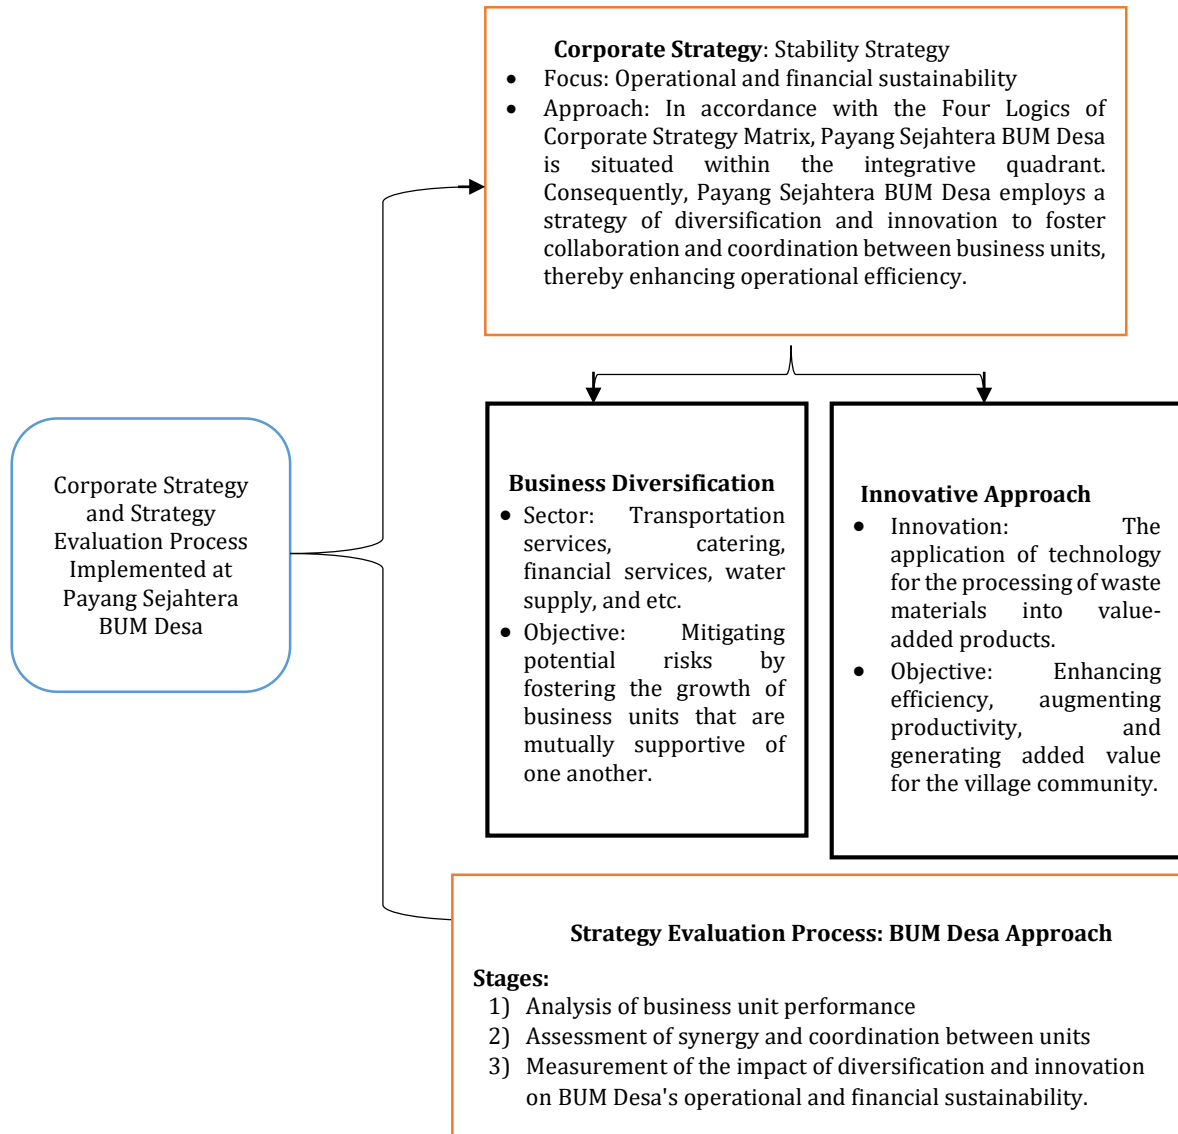 Corporate Strategy: Stability Strategy
• Focus: Operational and financial sustainability
• Approach: In accordance with the Four Logics of
Corporate Strategy Matrix, Payang Sejahtera BUM Desa
is situated within the integrative quadrant.
Consequently, Payang Sejahtera BUM Desa employs a
strategy of diversification and innovation to foster
collaboration and coordination between business units,
thereby enhancing operational efficiency.
Corporate Strategy
and Strategy
Evaluation Process
Implemented at
Payang Sejahtera
BUM Desa
Business Diversification
• Sector: Transportation
services, catering,
financial services, water
supply, and etc.
• Objective: Mitigating
potential risks by
fostering the growth of
business units that are
mutually supportive of
one another.
Innovative Approach
• Innovation: The
application of technology
for the processing of waste
materials into value-
added products.
• Objective: Enhancing
efficiency, augmenting
productivity, and
generating added value
for the village community.
Strategy Evaluation Process: BUM Desa Approach
Stages:
1) Analysis of business unit performance
2) Assessment of synergy and coordination between units
3) Measurement of the impact of diversification and innovation
on BUM Desa's operational and financial sustainability.